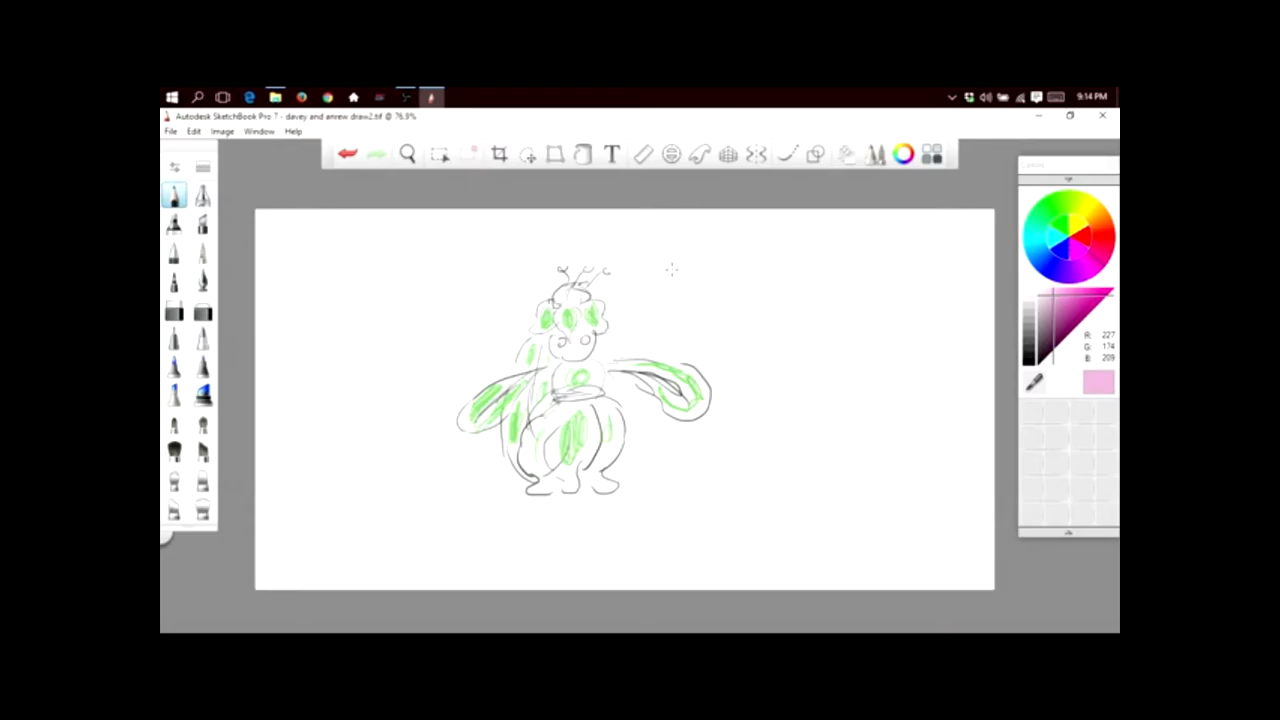 9:14 PM
Autodesk SketchBook Pro 7 - davey and anrew draw2.tif @ 76.9%
File Edit Image Window Help
T
R: 227
G: 174
B: 209